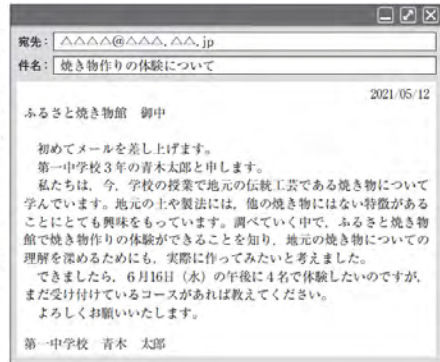 宛先： △△△△@△△△.△△.jp
件名： 焼き物作りの体験について
2021/05/12
ふるさと焼き物館　御中
初めてメールを差し上げます。
第一中学校３年の青木太郎と申します。
私たちは，今，学校の授業で地元の伝統工芸である焼き物について
学んでいます。地元の土や製法には，他の焼き物にはない特徴がある
ことにとても興味をもっています。調べていく中で，ふるさと焼き物
館で焼き物作りの体験ができることを知り，地元の焼き物についての
理解を深めるためにも，実際に作ってみたいと考えました。
できましたら，６月16日（水）の午後に４名で体験したいのですが，
まだ受け付けているコースがあれば教えてください。
よろしくお願いいたします。
第一中学校　青木　太郎